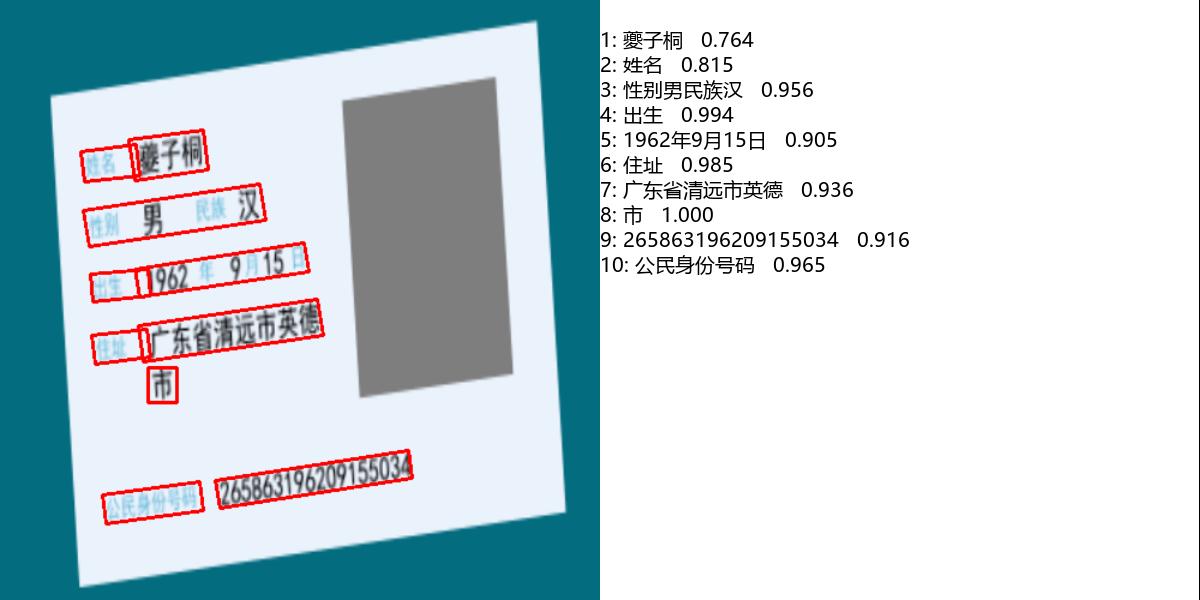 姓名 夔子桐
性别 男 民族 汉
出生 1962 年 9 月 15 日
住址 广东省清远市英德
市
公民身份号码 265863196209155034
1: 夔子桐 0.764
2: 姓名 0.815
3: 性别男民族汉 0.956
4: 出生 0.994
5: 1962年9月15日 0.905
6: 住址 0.985
7: 广东省清远市英德 0.936
8: 市 1.000
9: 265863196209155034 0.916
10: 公民身份号码 0.965